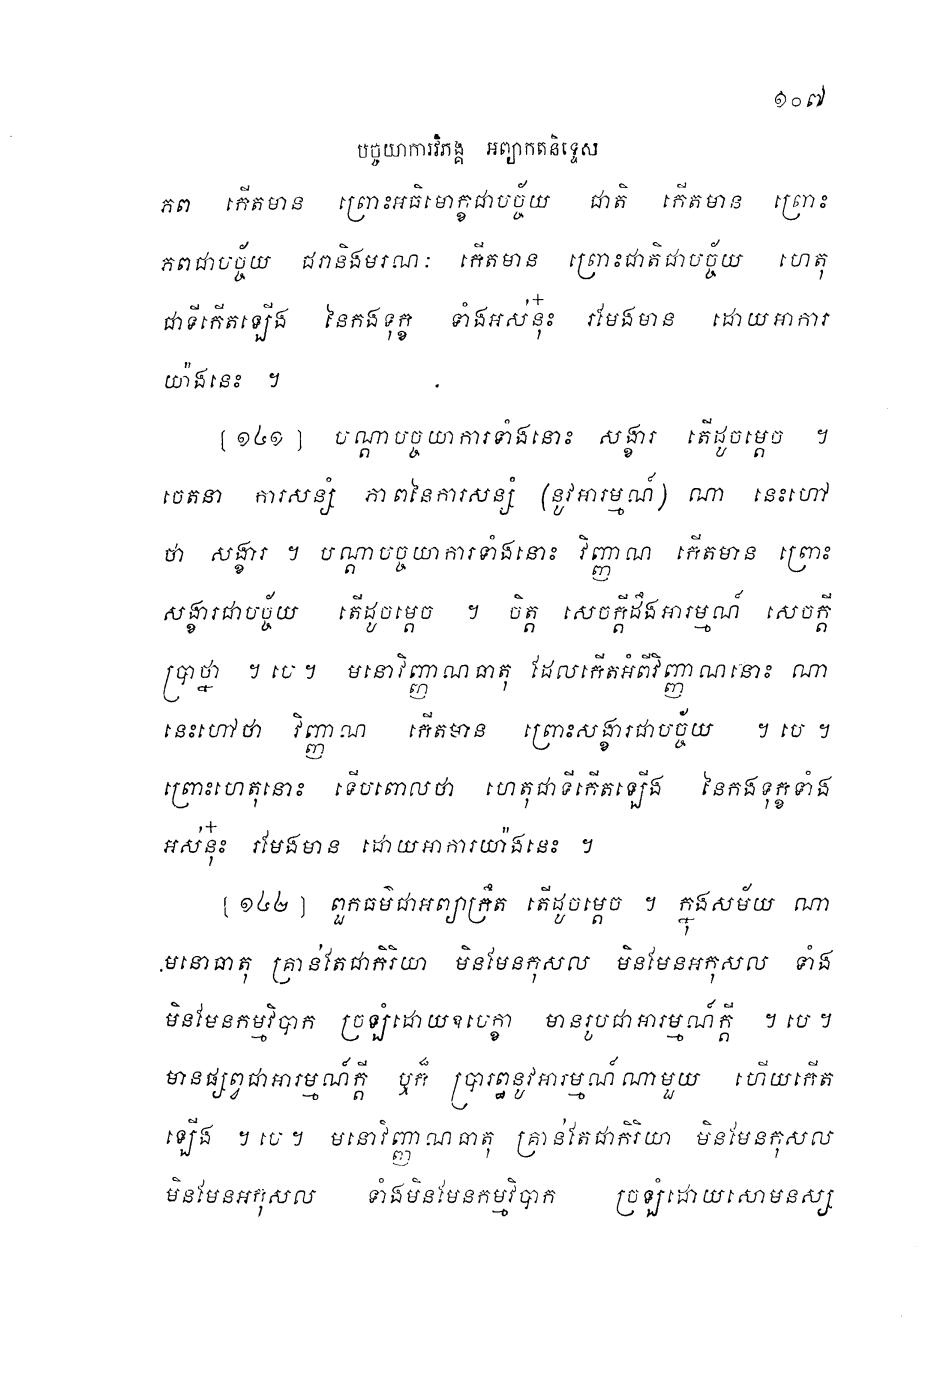 ១០៧
បច្ចយាការវិភង្គ អព្យាកតនិទ្ទេស
ភព កើតមាន ព្រោះអធិមោក្ខជាបច្ច័យ ជាតិ កើតមាន ព្រោះ
ភពជាបច្ច័យ ជរានិងមរណៈ កើតមាន ព្រោះជាតិជាបច្ច័យ ហេតុ
ជាទីកើតឡើង នៃកងទុក្ខ ទាំងអស់នុ៎ះ រមែងមាន ដោយអាការ
យ៉ាងនេះ ។
[១៤១] បណ្តាបច្ចយាការទាំងនោះ សង្ខារ តើដូចម្តេច ។
ចេតនា ការសន្សំ ភាពនៃការសន្សំ (នូវអារម្មណ៍) ណា នេះហៅ
ថា សង្ខារ ។ បណ្តាបច្ចយាការទាំងនោះ វិញ្ញាណ កើតមាន ព្រោះ
សង្ខារជាបច្ច័យ តើដូចម្តេច ។ ចិត្ត សេចក្តីដឹងអារម្មណ៍ សេចក្តី
ប្រាថ្នា ។បេ។ មនោវិញ្ញាណធាតុ ដែលកើតអំពីវិញ្ញាណនោះ ណា
នេះហៅថា វិញ្ញាណ កើតមាន ព្រោះសង្ខារជាបច្ច័យ ។បេ។
ព្រោះហេតុនោះ ទើបពោលថា ហេតុជាទីកើតឡើង នៃកងទុក្ខទាំង
អស់នុ៎ះ រមែងមាន ដោយអាការយ៉ាងនេះ ។
[១៤២] ពួកធម៌ជាអព្យាក្រឹត តើដូចម្តេច ។ ក្នុងសម័យ ណា
មនោធាតុ គ្រាន់តែជាកិរិយា មិនមែនកុសល មិនមែនអកុសល ទាំង
មិនមែនកម្មវិបាក ច្រឡំដោយឧបេក្ខា មានរូបជាអារម្មណ៍ក្តី ។បេ។
មានផ្សព្វជាអារម្មណ៍ក្តី ឬក៏ ប្រារព្ធនូវអារម្មណ៍ណាមួយ ហើយកើត
ឡើង ។បេ។ មនោវិញ្ញាណធាតុ គ្រាន់តែជាកិរិយា មិនមែនកុសល
មិនមែនអកុសល ទាំងមិនមែនកម្មវិបាក ច្រឡំដោយសោមនស្ស